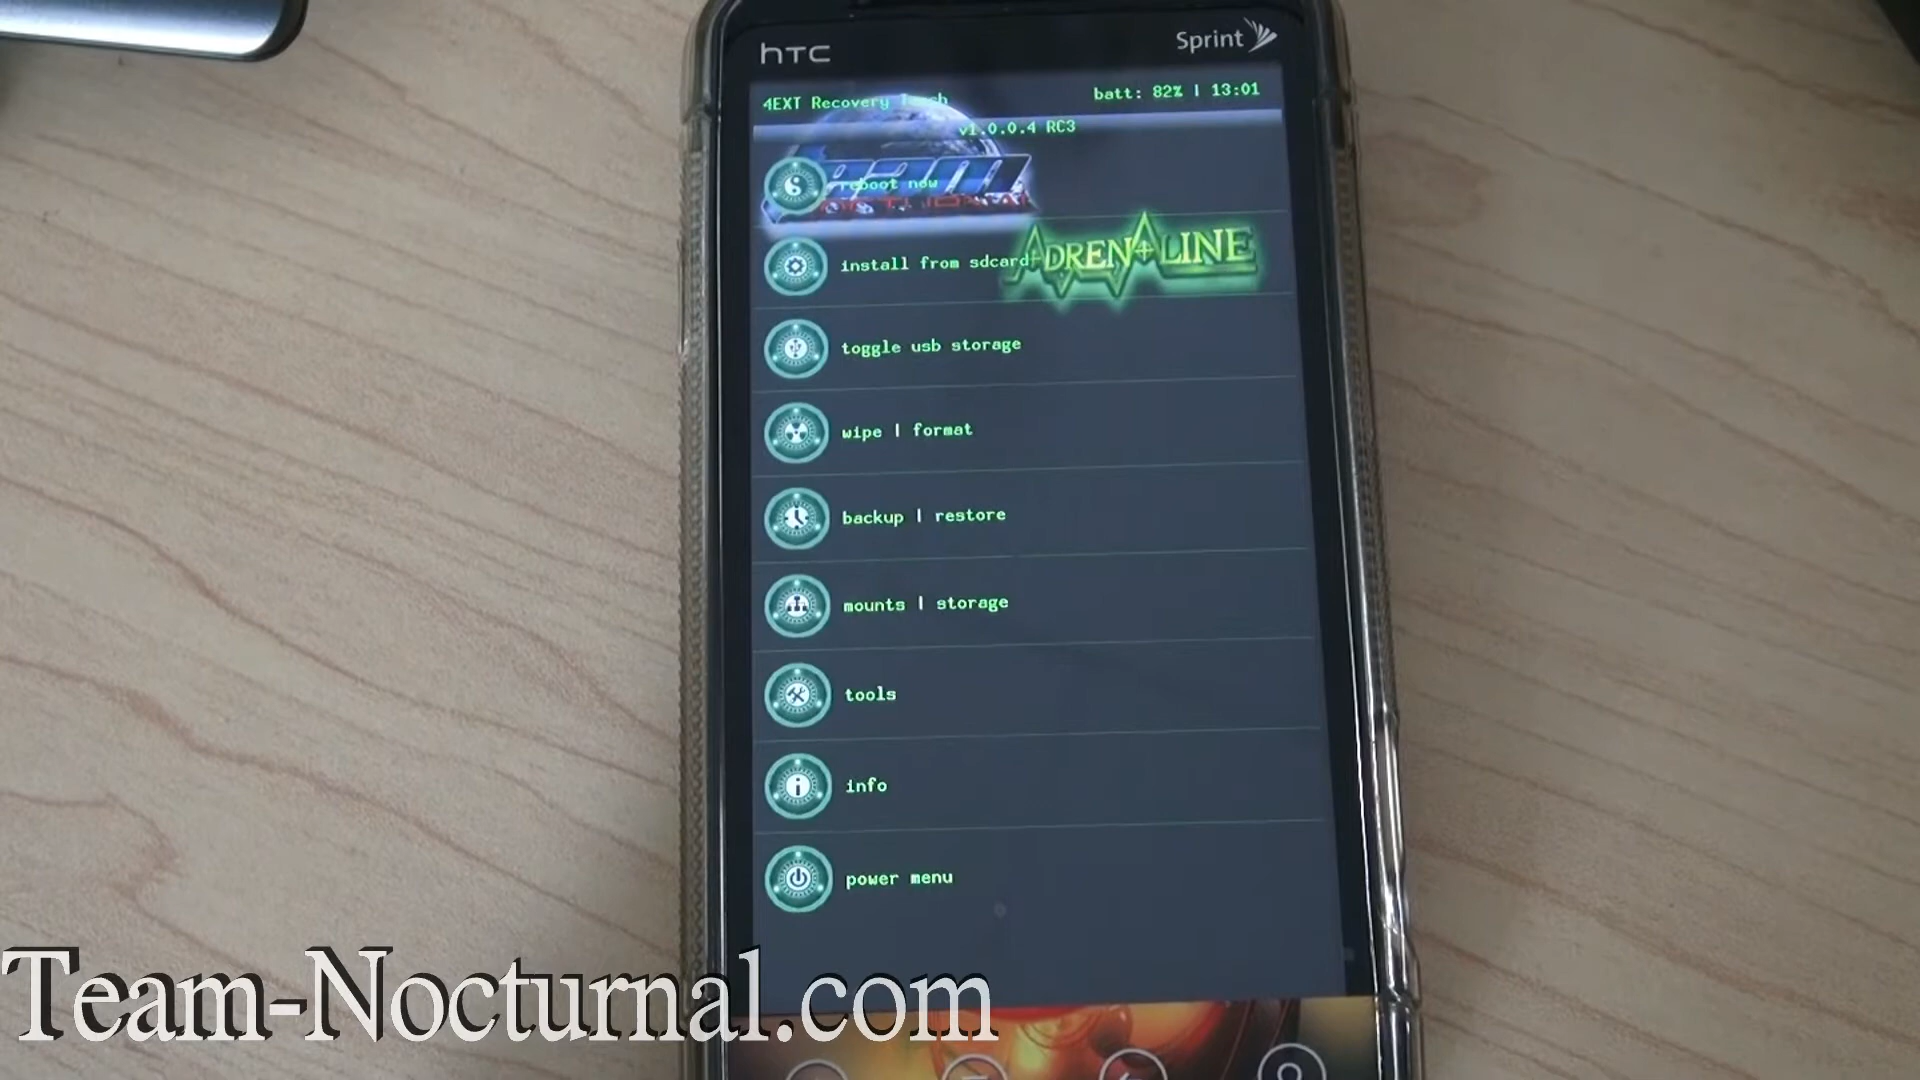 hTC
Sprint
4EXT Recovery Touch
batt: 82% | 13:01
v1.0.0.4 RC3
reboot now
ADRENALINE
install from sdcard
toggle usb storage
wipe | format
backup | restore
mounts | storage
tools
info
power menu
Team-Nocturnal.com